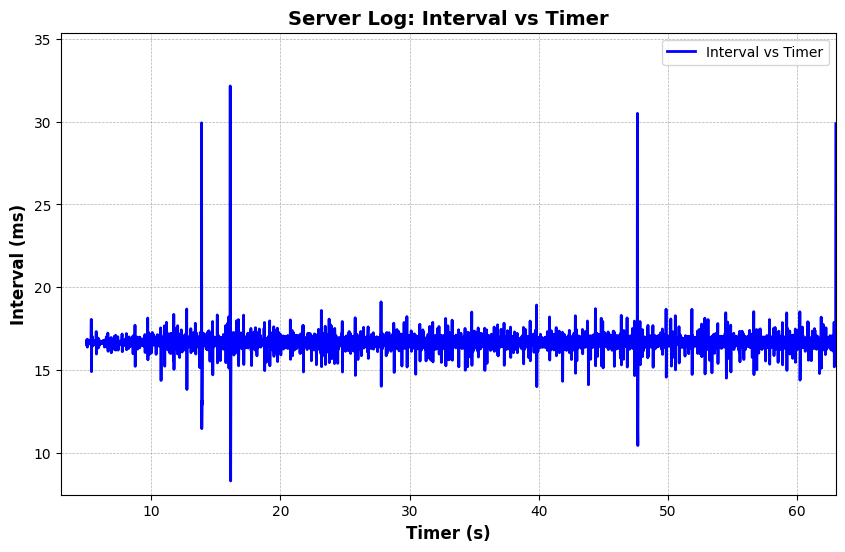 Server Log: Interval vs Timer
Interval vs Timer
35
30
25
20
15
10
Interval (ms)
10 20 30 40 50 60
Timer (s)